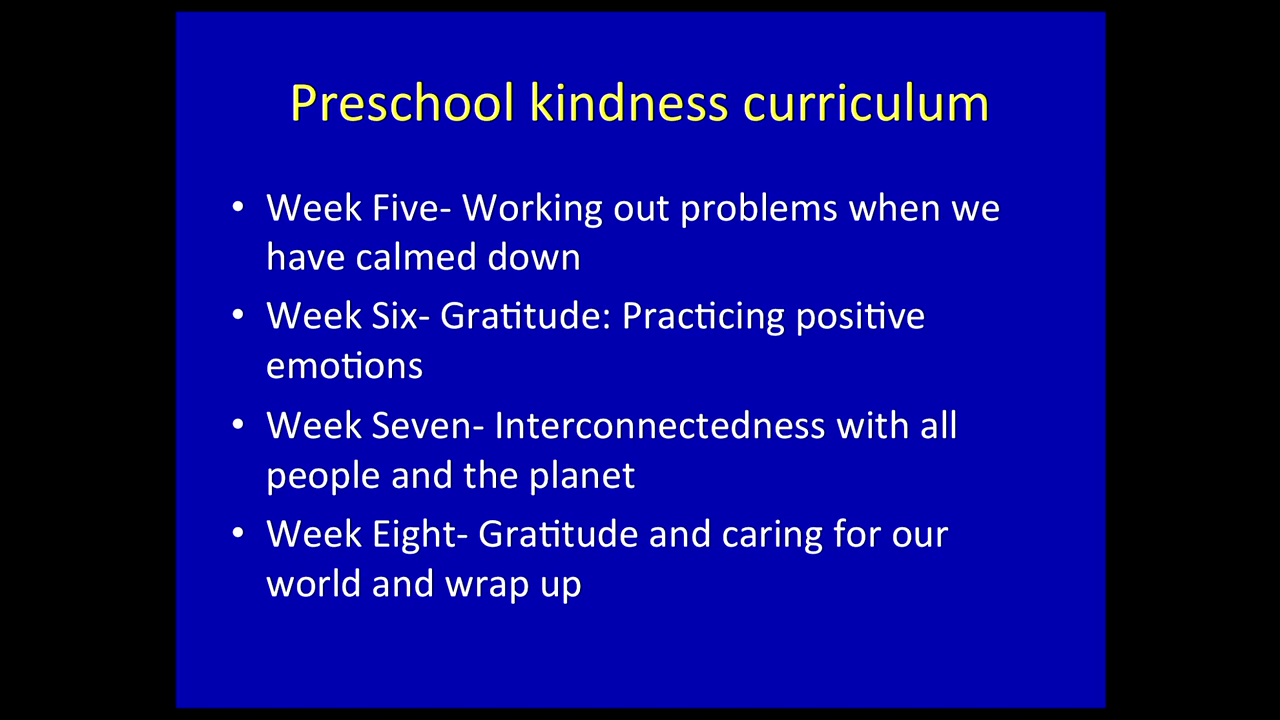 Preschool kindness curriculum
• Week Five- Working out problems when we
have calmed down
• Week Six- Gratitude: Practicing positive
emotions
• Week Seven- Interconnectedness with all
people and the planet
• Week Eight- Gratitude and caring for our
world and wrap up